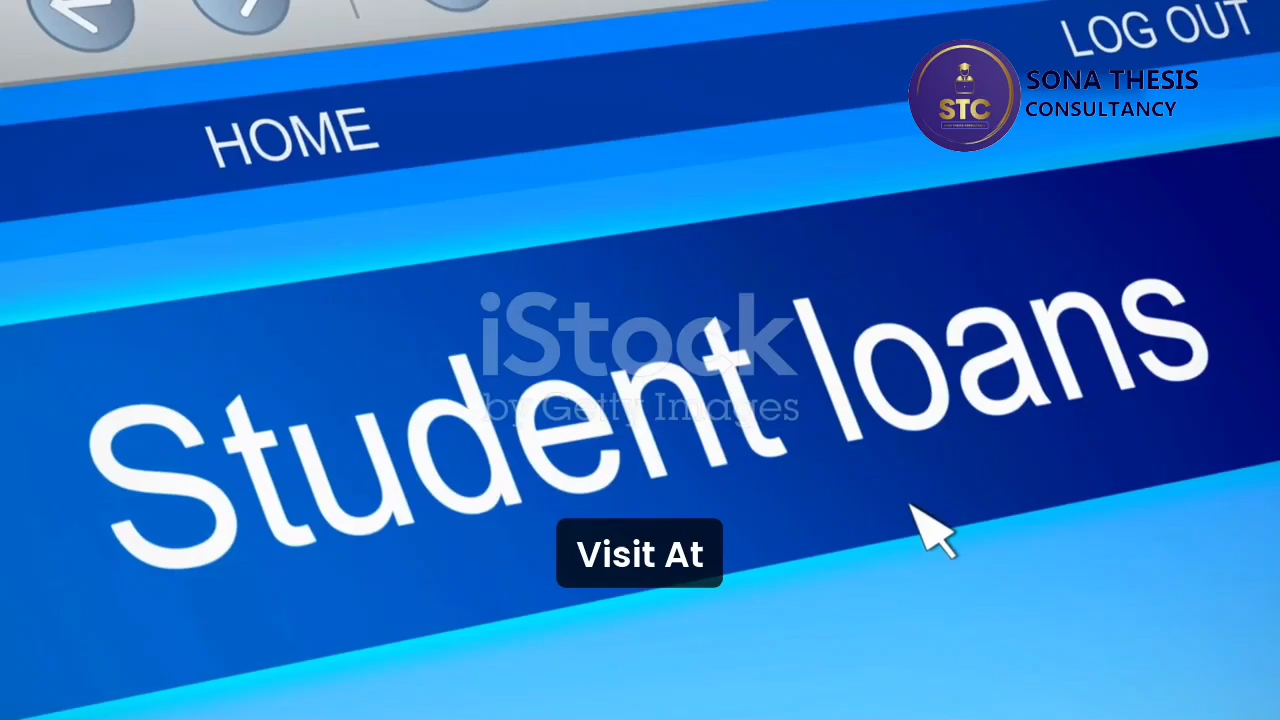 LOG OUT
HOME
STC
SONA THESIS
CONSULTANCY
Student loans
iStock
by Getty Images
Visit At